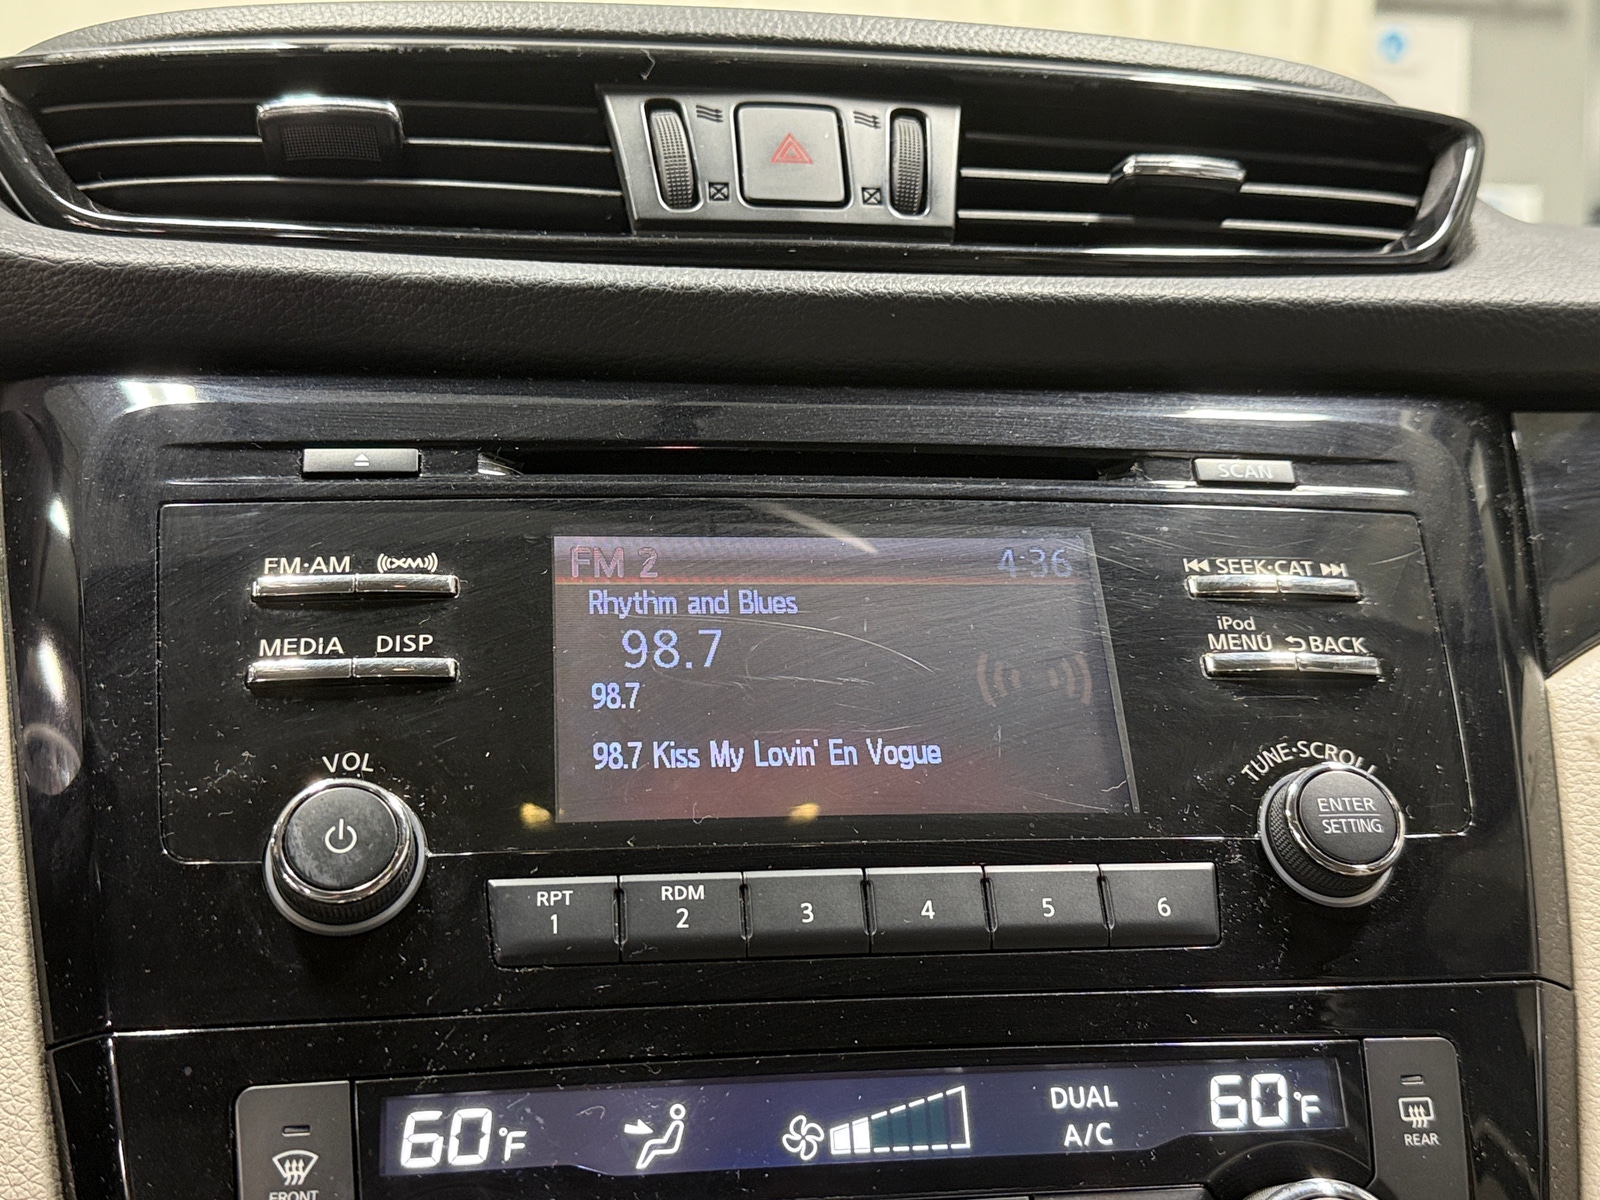 SCAN
FM·AM
XM
SEEK·CAT
MEDIA
DISP
iPod
MENU
BACK
FM 2
4:36
Rhythm and Blues
98.7
98.7
98.7 Kiss My Lovin' En Vogue
VOL
TUNE·SCROLL
ENTER
SETTING
RPT
1
RDM
2
3
4
5
6
60°F
DUAL
A/C
60°F
FRONT
REAR